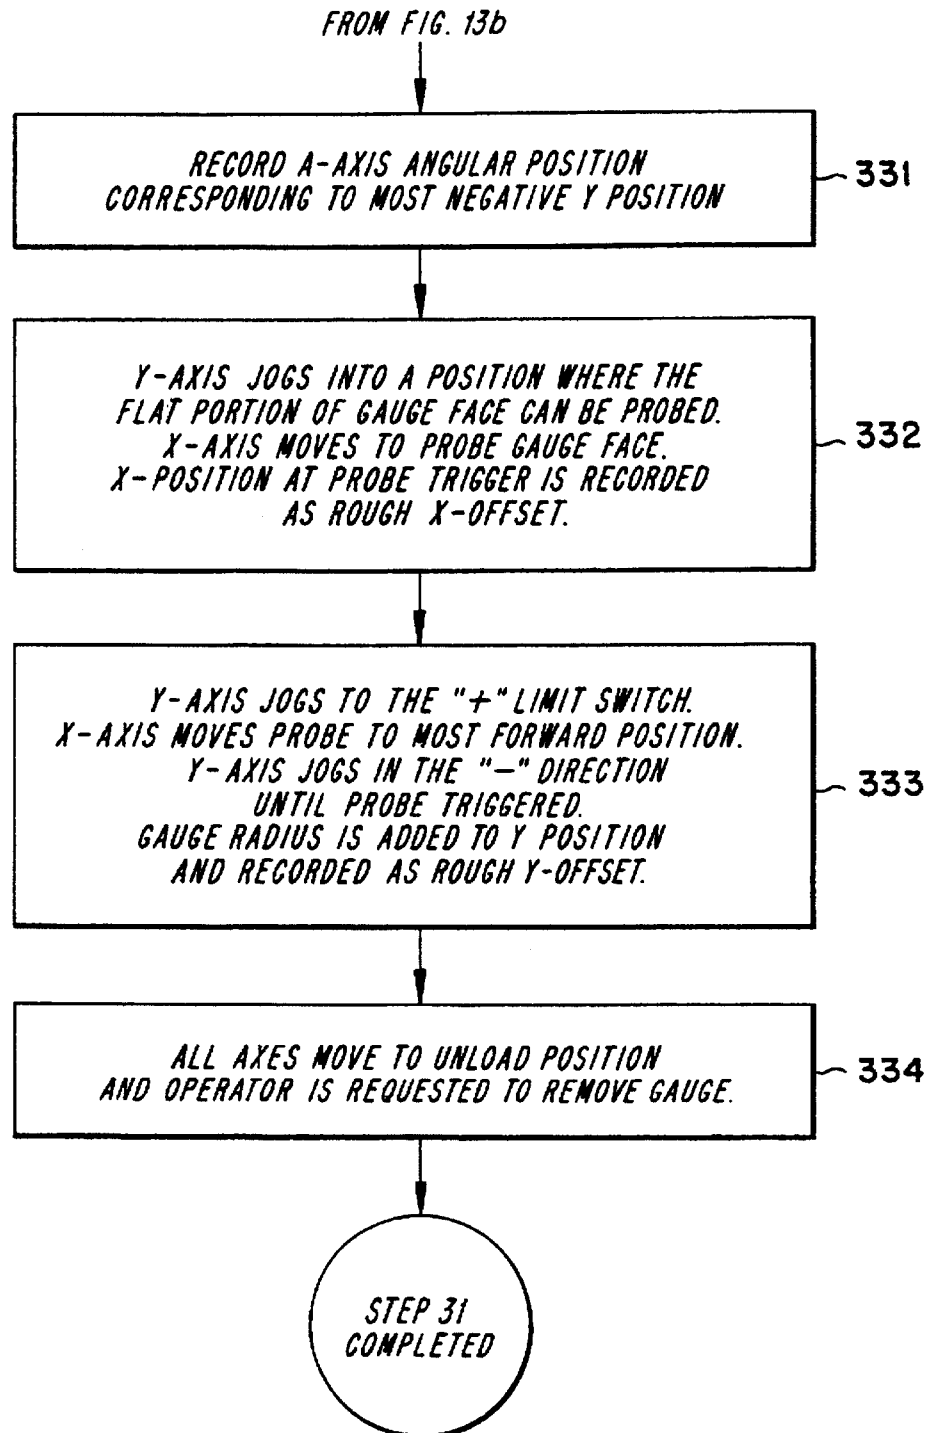 FROM FIG. 13b
RECORD A-AXIS ANGULAR POSITION
CORRESPONDING TO MOST NEGATIVE Y POSITION
331
Y-AXIS JOGS INTO A POSITION WHERE THE
FLAT PORTION OF GAUGE FACE CAN BE PROBED.
X-AXIS MOVES TO PROBE GAUGE FACE.
X-POSITION AT PROBE TRIGGER IS RECORDED
AS ROUGH X-OFFSET.
332
Y-AXIS JOGS TO THE "+" LIMIT SWITCH.
X-AXIS MOVES PROBE TO MOST FORWARD POSITION.
Y-AXIS JOGS IN THE "-" DIRECTION
UNTIL PROBE TRIGGERED.
GAUGE RADIUS IS ADDED TO Y POSITION
AND RECORDED AS ROUGH Y-OFFSET.
333
ALL AXES MOVE TO UNLOAD POSITION
AND OPERATOR IS REQUESTED TO REMOVE GAUGE.
334
STEP 31
COMPLETED